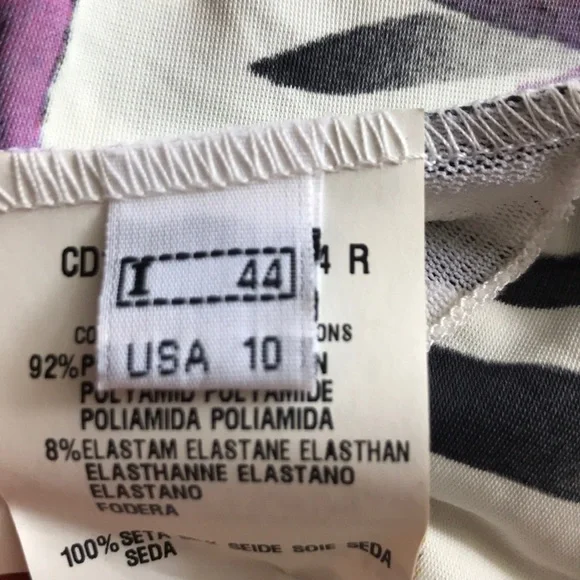 CD 4 R
I 44
USA 10
CO ONS
92%P N
POLYAMID POLYAMIDE
POLIAMIDA POLIAMIDA
8%ELASTAM ELASTANE ELASTHAN
ELASTHANNE ELASTANO
ELASTANO
FODERA
100%SETA SEIDE SOIE SEDA
SEDA